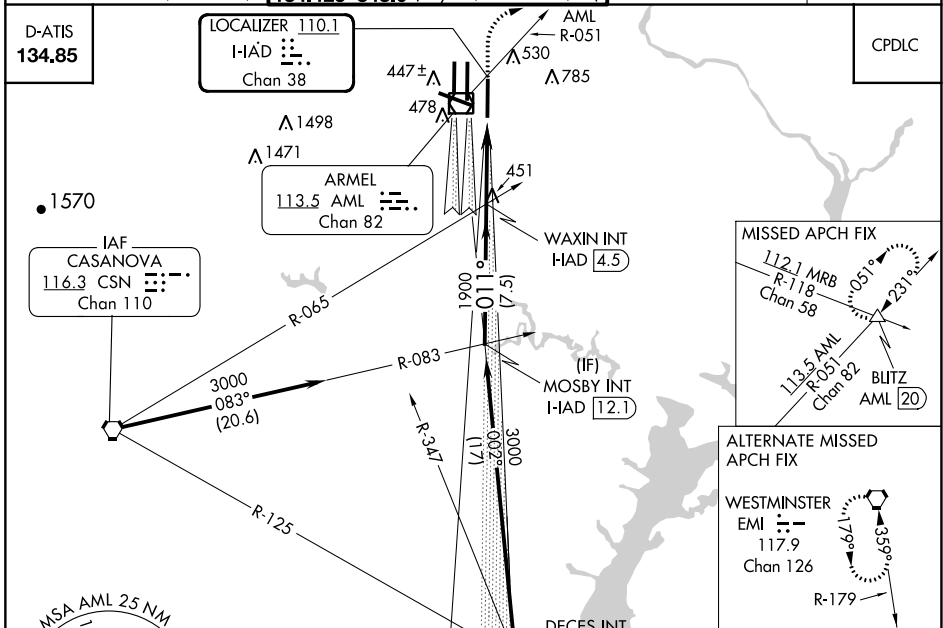 D-ATIS
134.85
LOCALIZER 110.1
I-IAD
Chan 38
AML
R-051
CPDLC
530
785
447±
478
1498
1471
ARMEL
113.5 AML
Chan 82
451
1570
IAF
CASANOVA
116.3 CSN
Chan 110
WAXIN INT
I-IAD 4.5
R-065
011°
1900
(7.5)
R-083
3000
083°
(20.6)
(IF)
MOSBY INT
I-IAD 12.1
R-347
3000
002°
(17)
R-125
MISSED APCH FIX
112.1 MRB
R-118
Chan 58
051°
231°
113.5 AML
R-051
Chan 82
BLITZ
AML 20
ALTERNATE MISSED
APCH FIX
WESTMINSTER
EMI
117.9
Chan 126
179°
359°
R-179
MSA AML 25 NM
DECES INT